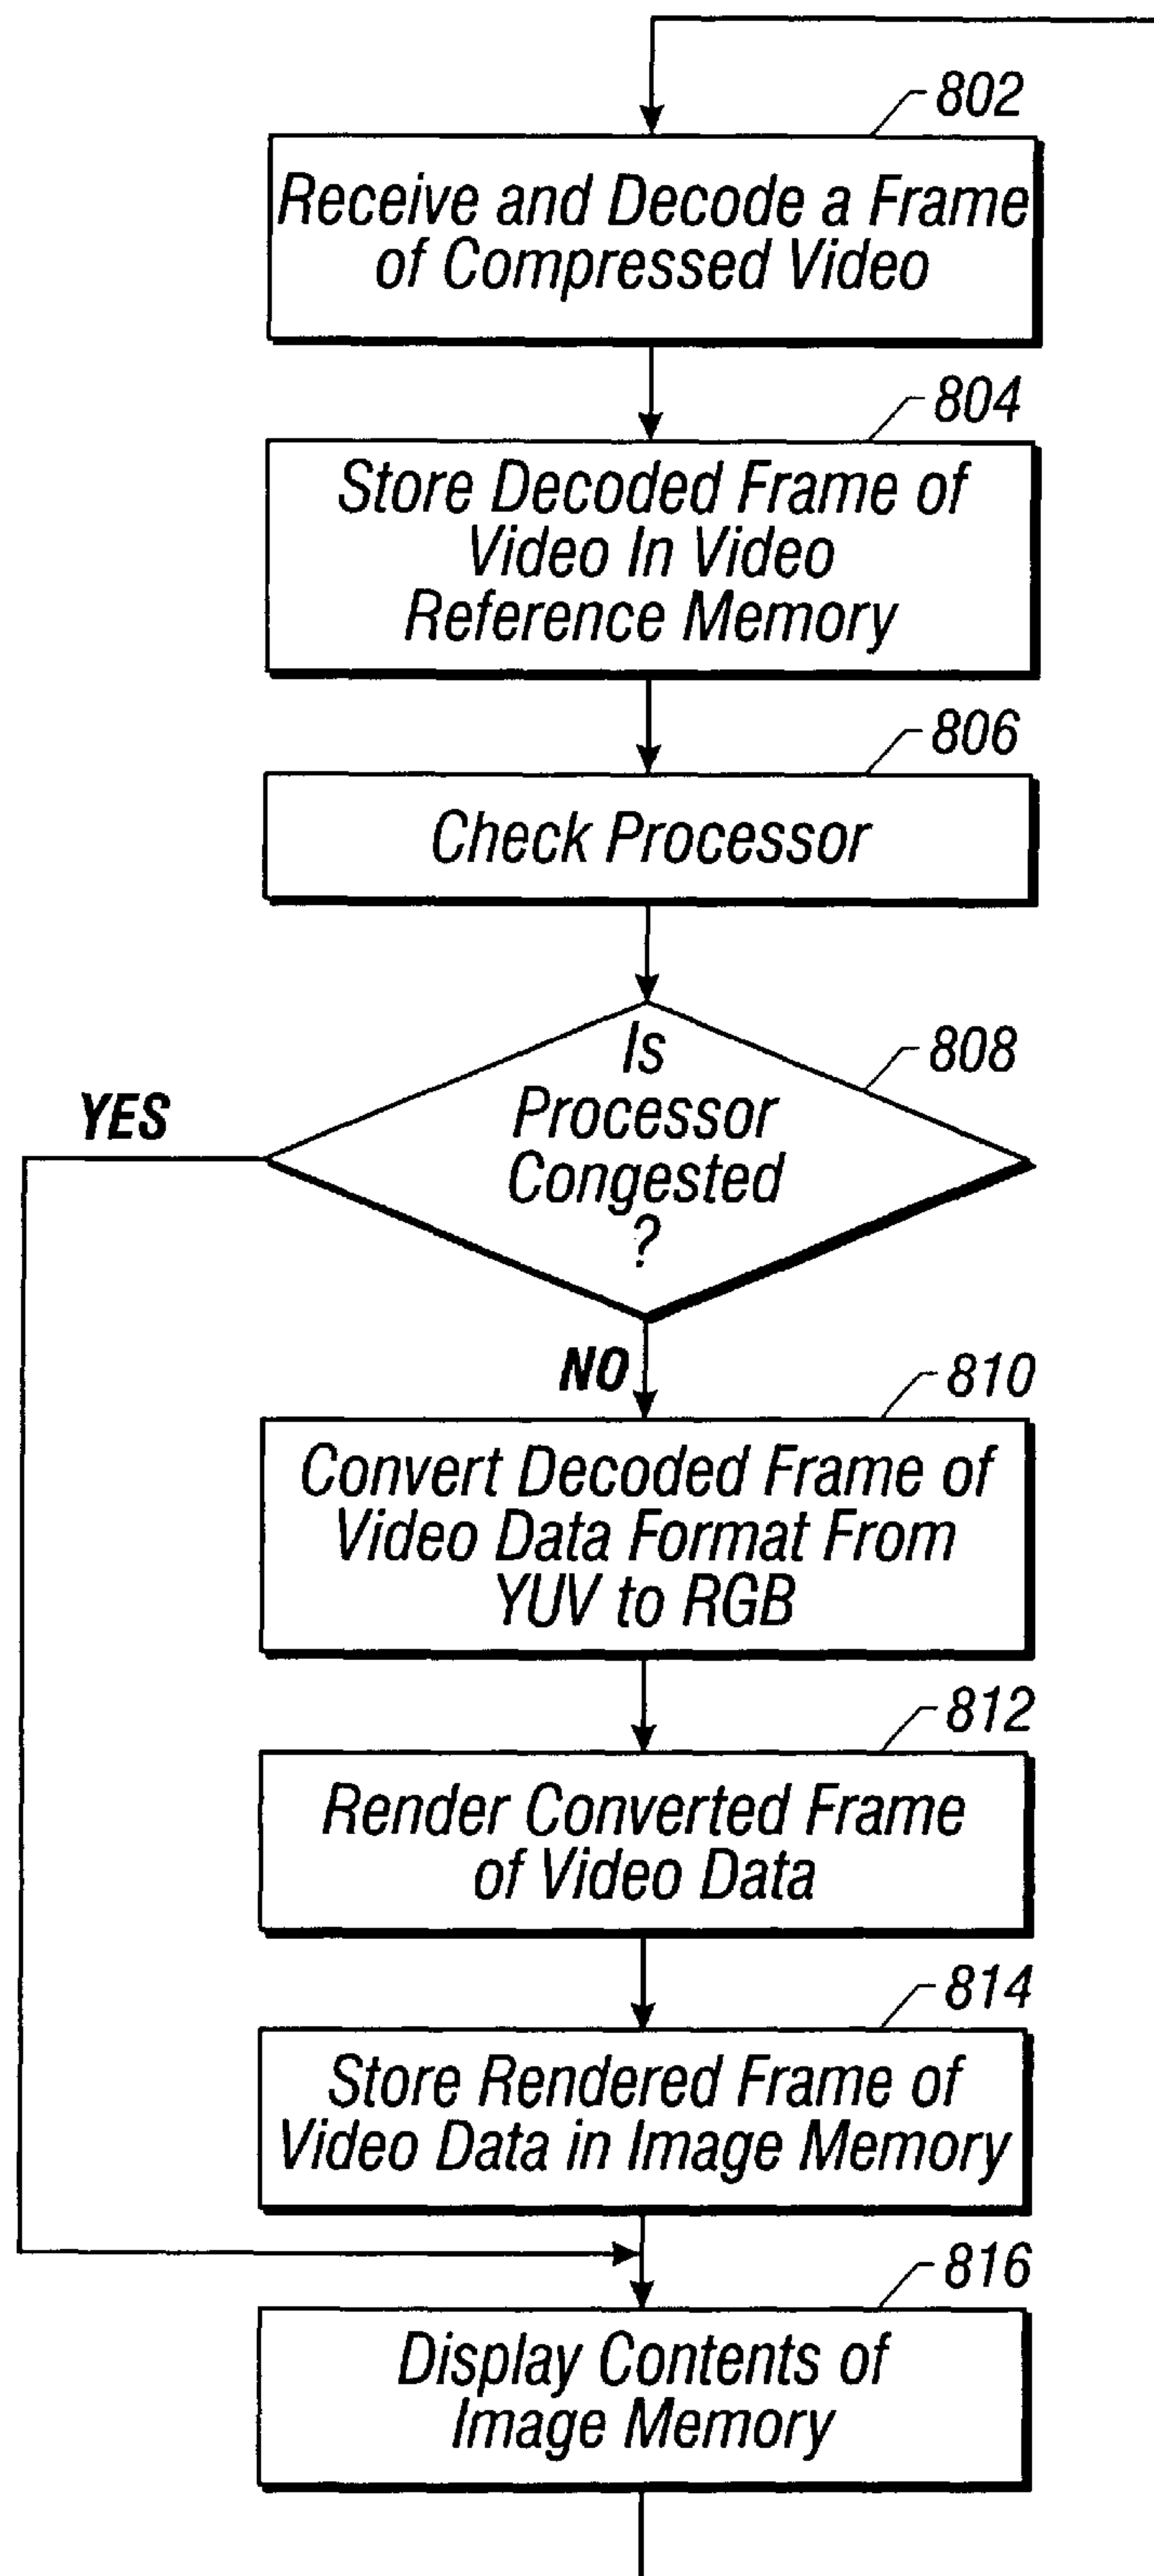 802
Receive and Decode a Frame
of Compressed Video
804
Store Decoded Frame of
Video In Video
Reference Memory
806
Check Processor
808
Is
Processor
Congested
?
YES
NO
810
Convert Decoded Frame of
Video Data Format From
YUV to RGB
812
Render Converted Frame
of Video Data
814
Store Rendered Frame of
Video Data in Image Memory
816
Display Contents of
Image Memory